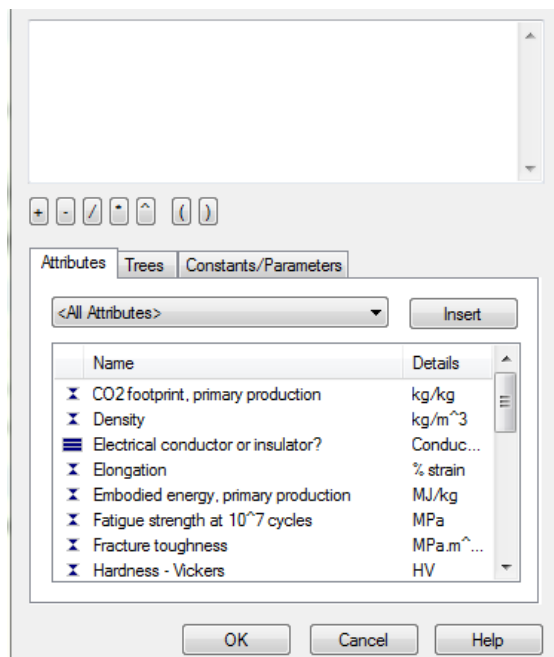 + - / * ^ ( )
Attributes Trees Constants/Parameters
<All Attributes> Insert
Name Details
CO2 footprint, primary production kg/kg
Density kg/m^3
Electrical conductor or insulator? Conduc...
Elongation % strain
Embodied energy, primary production MJ/kg
Fatigue strength at 10^7 cycles MPa
Fracture toughness MPa.m^...
Hardness - Vickers HV
OK Cancel Help